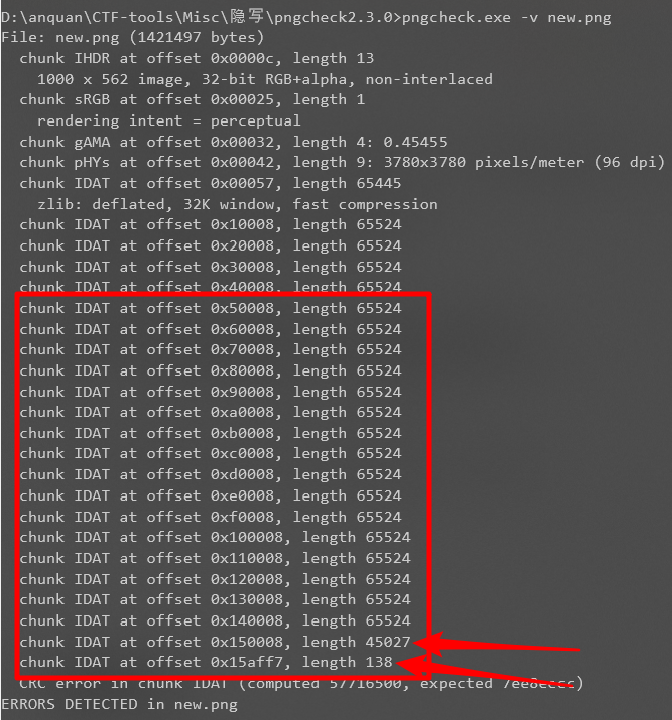 D:\anquan\CTF-tools\Misc\隐写\pngcheck2.3.0>pngcheck.exe -v new.png
File: new.png (1421497 bytes)
chunk IHDR at offset 0x0000c, length 13
1000 x 562 image, 32-bit RGB+alpha, non-interlaced
chunk sRGB at offset 0x00025, length 1
rendering intent = perceptual
chunk gAMA at offset 0x00032, length 4: 0.45455
chunk pHYs at offset 0x00042, length 9: 3780x3780 pixels/meter (96 dpi)
chunk IDAT at offset 0x00057, length 65445
zlib: deflated, 32K window, fast compression
chunk IDAT at offset 0x10008, length 65524
chunk IDAT at offset 0x20008, length 65524
chunk IDAT at offset 0x30008, length 65524
chunk IDAT at offset 0x40008, length 65524
chunk IDAT at offset 0x50008, length 65524
chunk IDAT at offset 0x60008, length 65524
chunk IDAT at offset 0x70008, length 65524
chunk IDAT at offset 0x80008, length 65524
chunk IDAT at offset 0x90008, length 65524
chunk IDAT at offset 0xa0008, length 65524
chunk IDAT at offset 0xb0008, length 65524
chunk IDAT at offset 0xc0008, length 65524
chunk IDAT at offset 0xd0008, length 65524
chunk IDAT at offset 0xe0008, length 65524
chunk IDAT at offset 0xf0008, length 65524
chunk IDAT at offset 0x100008, length 65524
chunk IDAT at offset 0x110008, length 65524
chunk IDAT at offset 0x120008, length 65524
chunk IDAT at offset 0x130008, length 65524
chunk IDAT at offset 0x140008, length 65524
chunk IDAT at offset 0x150008, length 45027
chunk IDAT at offset 0x15aff7, length 138
CRC error in chunk IDAT (computed 57716500, expected
ERRORS DETECTED in new.png